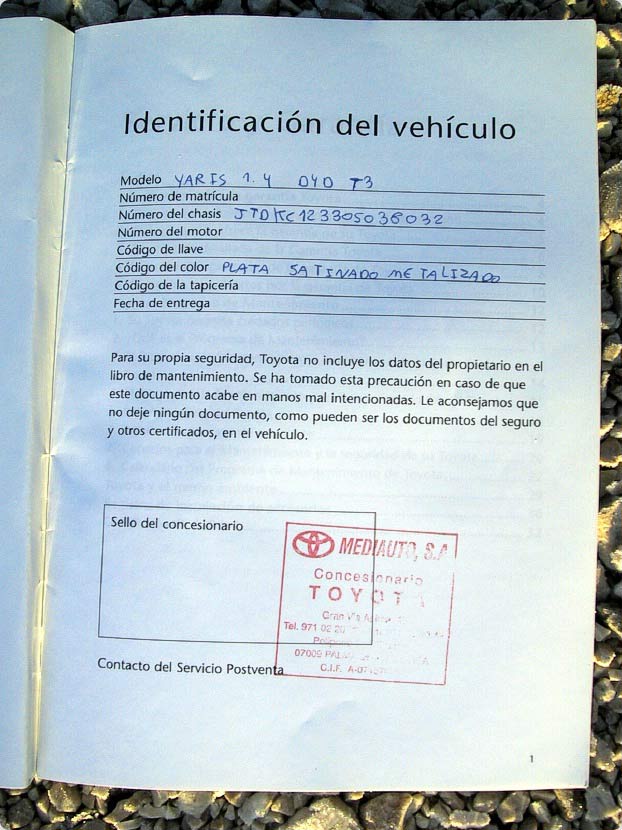 Identificación del vehículo
Modelo YARIS 1.4 D4D T3
Número de matrícula
Número del chasis JTDKC123305036032
Número del motor
Código de llave
Código del color PLATA SATINADO METALIZADO
Código de la tapicería
Fecha de entrega
Para su propia seguridad, Toyota no incluye los datos del propietario en el
libro de mantenimiento. Se ha tomado esta precaución en caso de que
este documento acabe en manos mal intencionadas. Le aconsejamos que
no deje ningún documento, como pueden ser los documentos del seguro
y otros certificados, en el vehículo.
Sello del concesionario
MEDIAUTO, S.A
Concesionario
TOYOTA
Gran Vía
Tel. 971 02
07009
C.I.F.
Contacto del Servicio Postventa
1